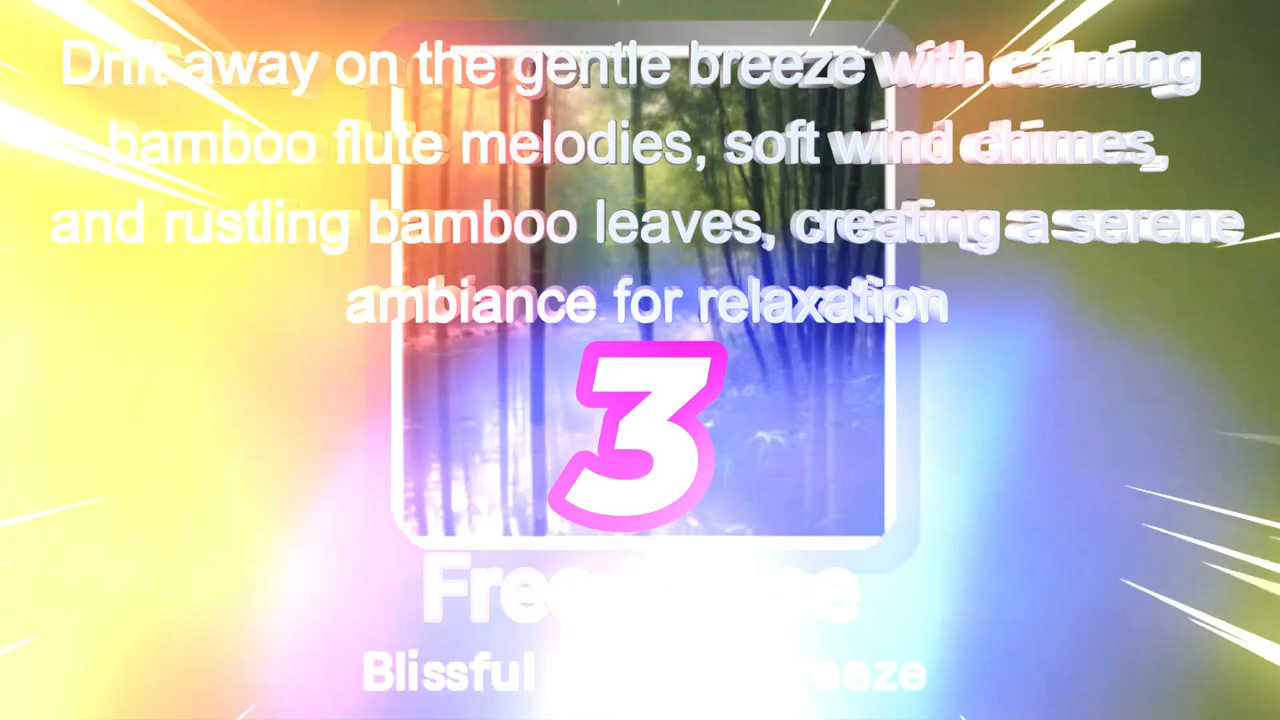 Drift away on the gentle breeze with calming
bamboo flute melodies, soft wind chimes,
and rustling bamboo leaves, creating a serene
ambiance for relaxation
3
Blissful